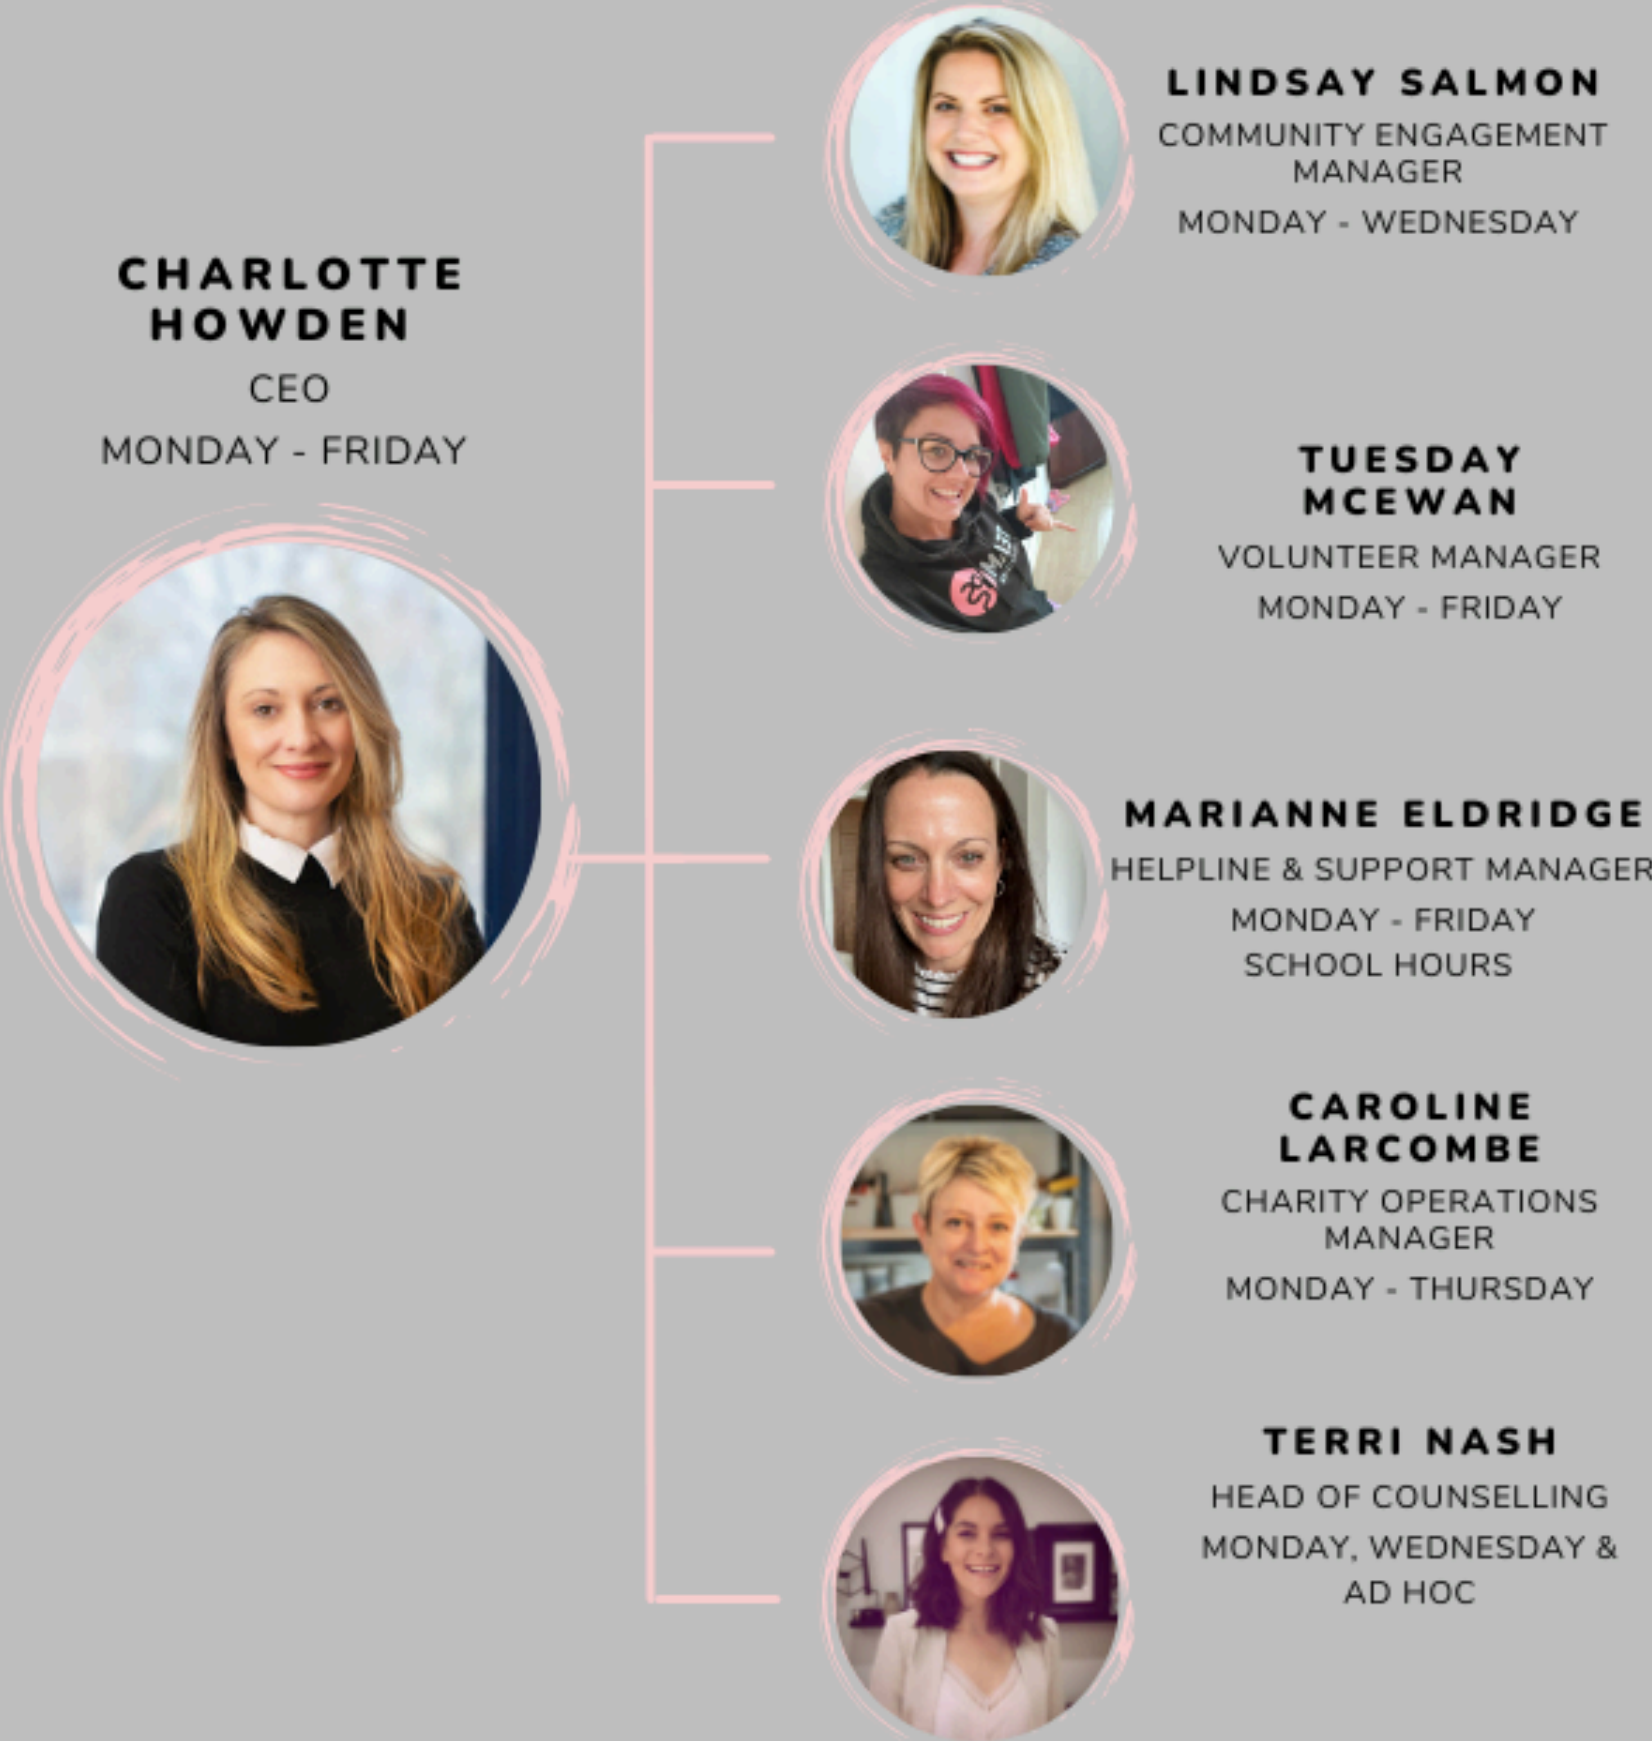 CHARLOTTE
HOWDEN
CEO
MONDAY - FRIDAY
LINDSAY SALMON
COMMUNITY ENGAGEMENT
MANAGER
MONDAY - WEDNESDAY
TUESDAY
MCEWAN
VOLUNTEER MANAGER
MONDAY - FRIDAY
MARIANNE ELDRIDGE
HELPLINE & SUPPORT MANAGER
MONDAY - FRIDAY
SCHOOL HOURS
CAROLINE
LARCOMBE
CHARITY OPERATIONS
MANAGER
MONDAY - THURSDAY
TERRI NASH
HEAD OF COUNSELLING
MONDAY, WEDNESDAY &
AD HOC